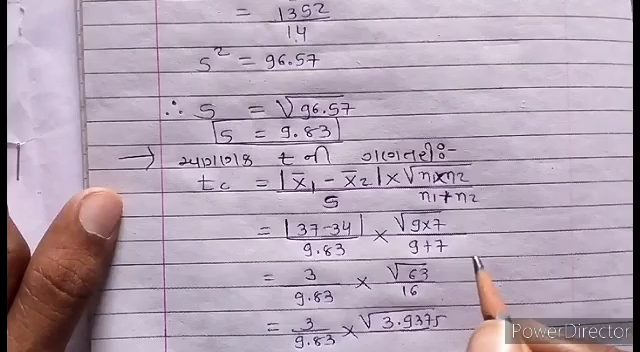 = 1352/14
s² = 96.57
∴ s = √96.57
s = 9.83
→ t ની ગણતરી:-
tc = |x̄₁ - x̄₂|/s × √n₁×n₂/n₁+n₂
= |37-34|/9.83 × √9×7/9+7
= 3/9.83 × √63/16
= 3/9.83 × √3.9375
PowerDirector